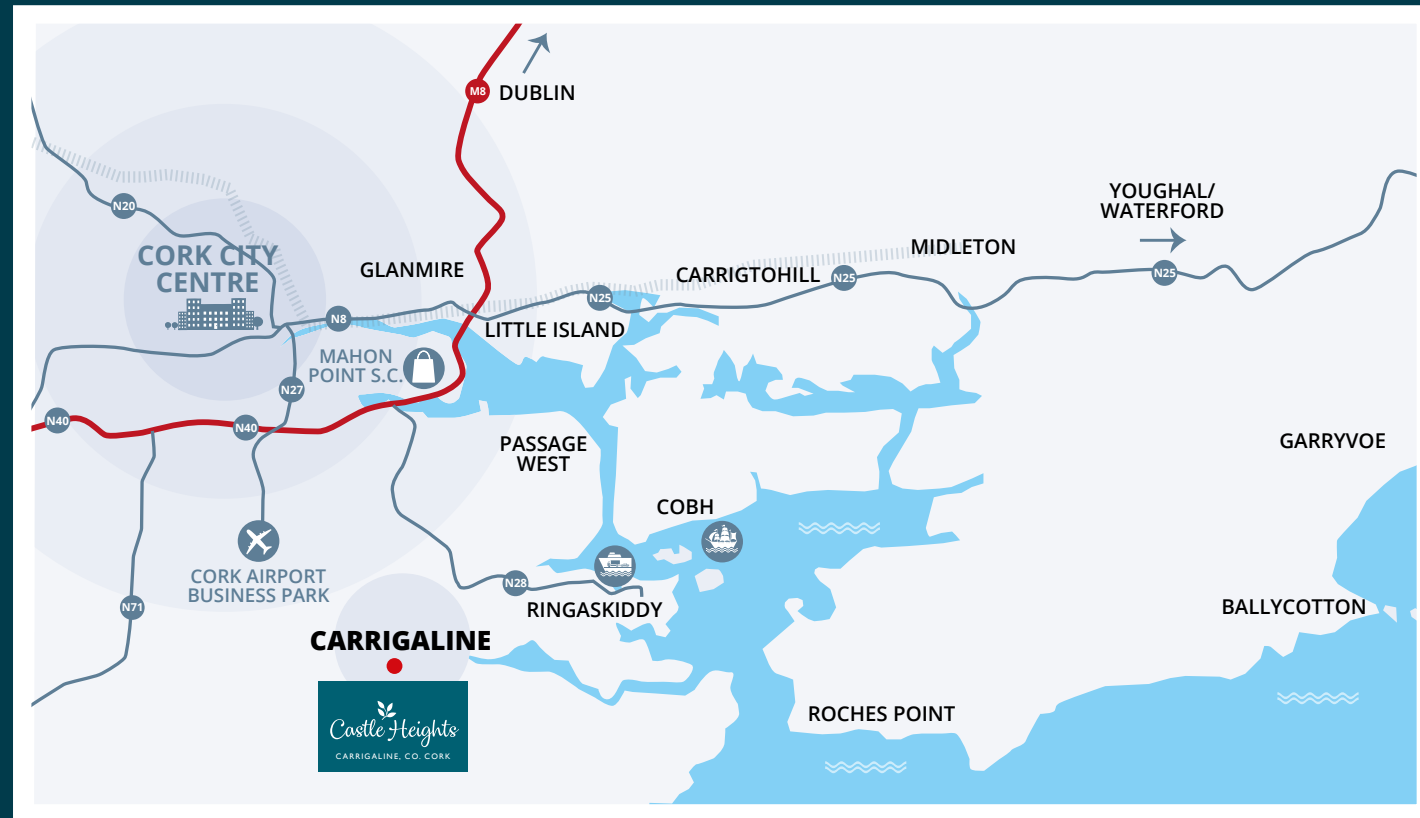 M8
DUBLIN
YOUGHAL/
WATERFORD
N20
CORK CITY
CENTRE
GLANMIRE
MIDLETON
CARRIGTOHILL
N25
N25
N25
N8
LITTLE ISLAND
MAHON
POINT S.C.
N27
N40
N40
PASSAGE
WEST
GARRYVOE
COBH
CORK AIRPORT
BUSINESS PARK
N28
N71
RINGASKIDDY
BALLYCOTTON
CARRIGALINE
Castle Heights
CARRIGALINE, CO. CORK
ROCHES POINT